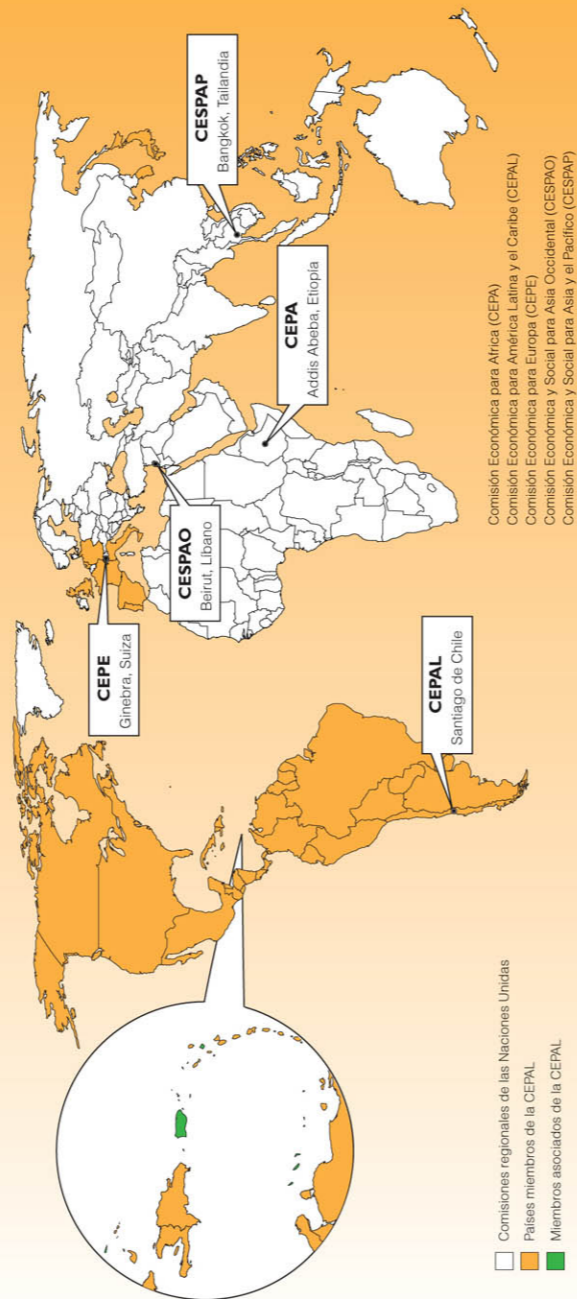 CEPE
Ginebra, Suiza
CESPAO
Beirut, Líbano
CEPA
Addis Abeba, Etiopía
CESPAP
Bangkok, Tailandia
CEPAL
Santiago de Chile
Comisiones regionales de las Naciones Unidas
Países miembros de la CEPAL
Miembros asociados de la CEPAL
Comisión Económica para África (CEPA)
Comisión Económica para América Latina y el Caribe (CEPAL)
Comisión Económica para Europa (CEPE)
Comisión Económica y Social para Asia Occidental (CESPAO)
Comisión Económica y Social para Asia y el Pacífico (CESPAP)